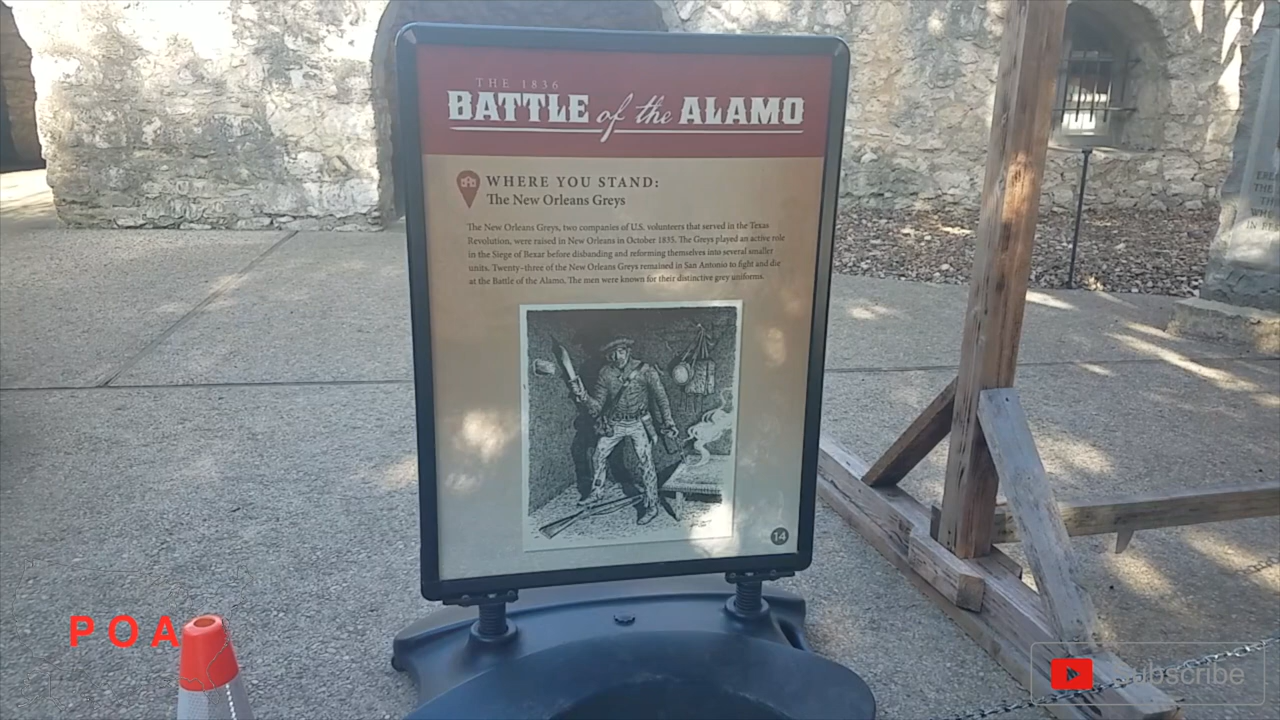 THE 1836
BATTLE of the ALAMO
WHERE YOU STAND:
The New Orleans Greys
The New Orleans Greys, two companies of U.S. volunteers that served in the Texas
Revolution, were raised in New Orleans in October 1835. The Greys played an active role
in the Siege of Bexar before disbanding and reforming themselves into several smaller
units. Twenty-three of the New Orleans Greys remained in San Antonio to fight and die
at the Battle of the Alamo. The men were known for their distinctive grey uniforms.
14
POA
Subscribe